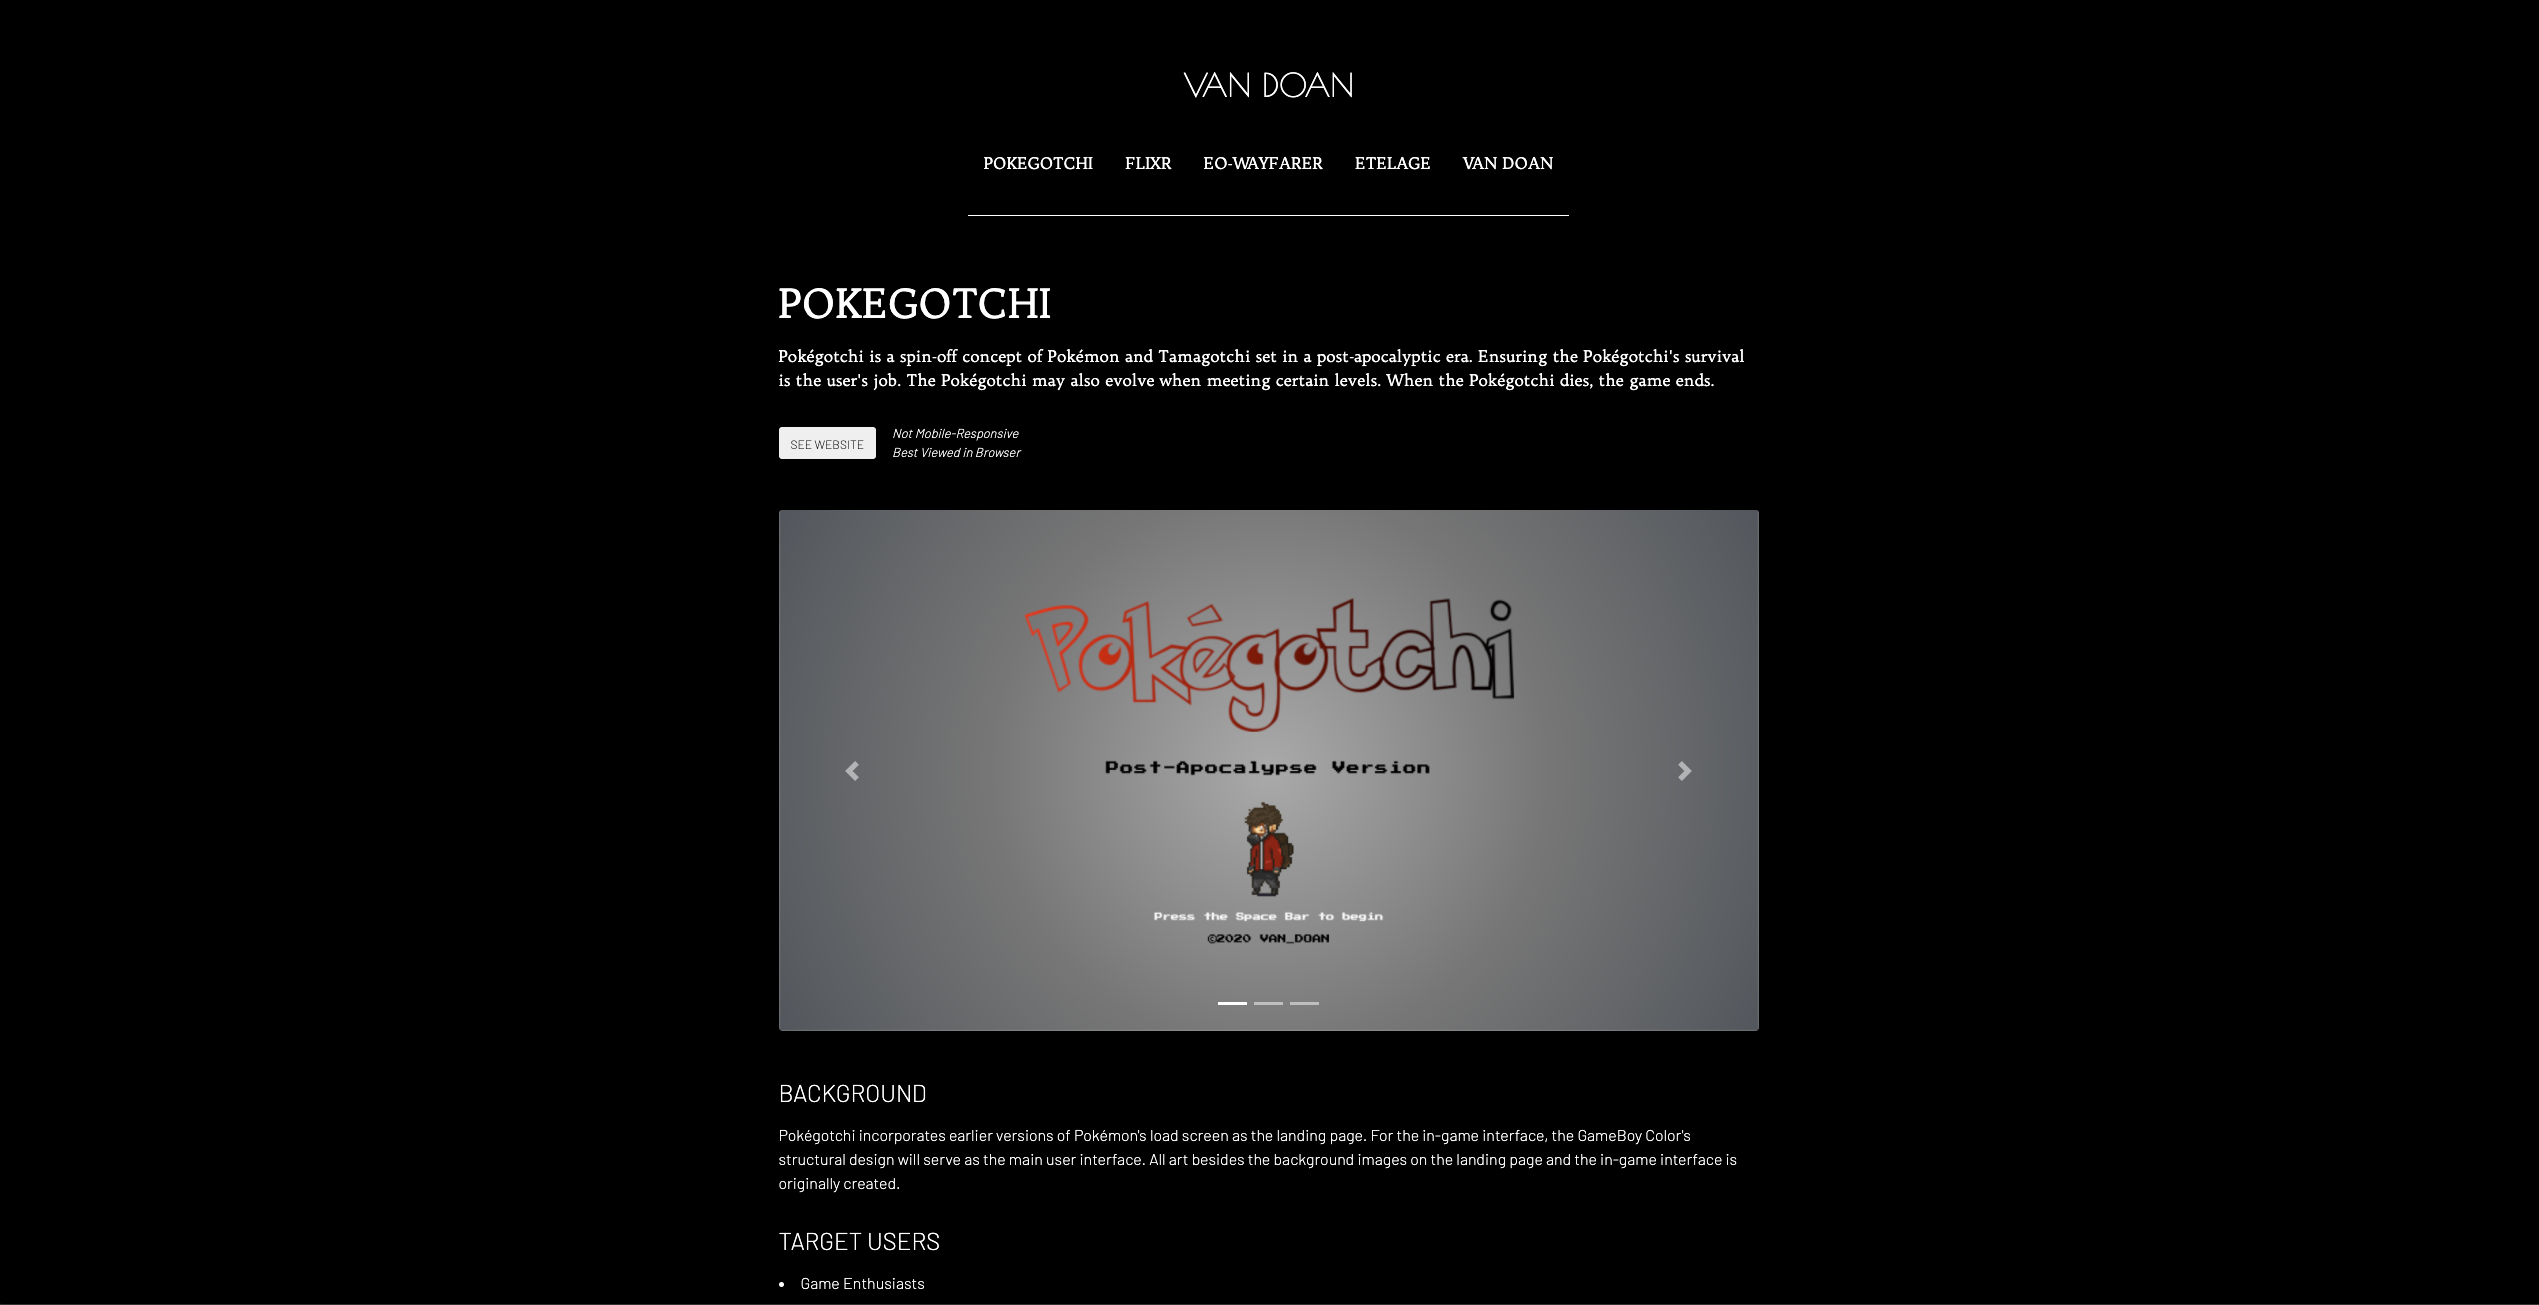 VAN DOAN
POKEGOTCHI FLIXR EO-WAYFARER ETELAGE VAN DOAN
POKEGOTCHI
Pokégotchi is a spin-off concept of Pokémon and Tamagotchi set in a post-apocalyptic era. Ensuring the Pokégotchi's survival
is the user's job. The Pokégotchi may also evolve when meeting certain levels. When the Pokégotchi dies, the game ends.
SEE WEBSITE
Not Mobile-Responsive
Best Viewed in Browser
Pokégotchi
Post-Apocalypse Version
Press the Space Bar to begin
©2020 VAN_DOAN
BACKGROUND
Pokégotchi incorporates earlier versions of Pokémon's load screen as the landing page. For the in-game interface, the GameBoy Color's
structural design will serve as the main user interface. All art besides the background images on the landing page and the in-game interface is
originally created.
TARGET USERS
• Game Enthusiasts